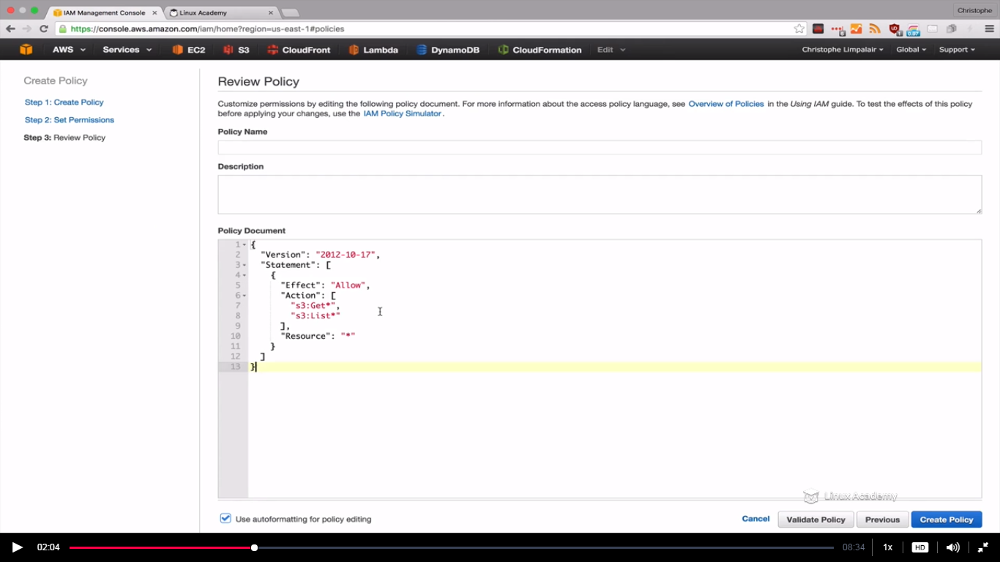 IAM Management Console
Linux Academy
Christophe
https://console.aws.amazon.com/iam/home?region=us-east-1#policies
AWS Services EC2 S3 CloudFront Lambda DynamoDB CloudFormation Edit Christophe Limpalair Global Support
Create Policy
Step 1: Create Policy
Step 2: Set Permissions
Step 3: Review Policy
Review Policy
Customize permissions by editing the following policy document. For more information about the access policy language, see Overview of Policies in the Using IAM guide. To test the effects of this policy
before applying your changes, use the IAM Policy Simulator.
Policy Name
Description
Policy Document
1 {
2 "Version": "2012-10-17",
3 "Statement": [
4 {
5 "Effect": "Allow",
6 "Action": [
7 "s3:Get*",
8 "s3:List*"
9 ],
10 "Resource": "*"
11 }
12 ]
13 }
Linux Academy
Use autoformatting for policy editing
Cancel Validate Policy Previous Create Policy
02:04 08:34 1x HD